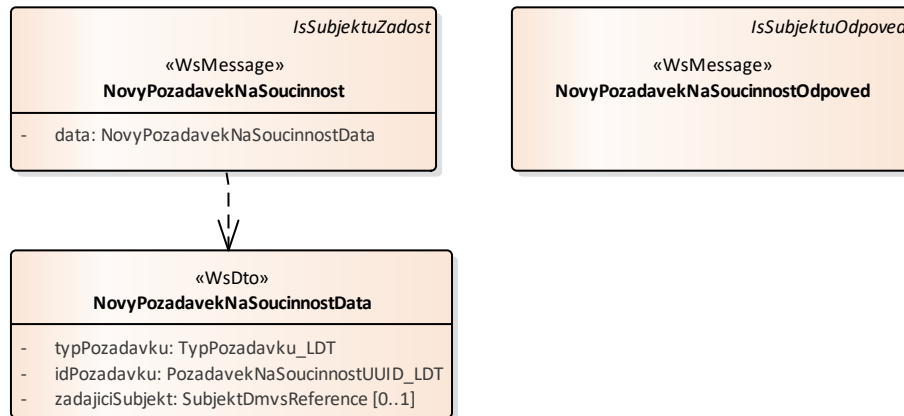 IsSubjektuZadost
«WsMessage»
NovyPozadavekNaSoucinnost
- data: NovyPozadavekNaSoucinnostData
IsSubjektuOdpoved
«WsMessage»
NovyPozadavekNaSoucinnostOdpoved
«WsDto»
NovyPozadavekNaSoucinnostData
- typPozadavku: TypPozadavku_LDT
- idPozadavku: PozadavekNaSoucinnostUUID_LDT
- zadajiciSubjekt: SubjektDmvsReference [0..1]